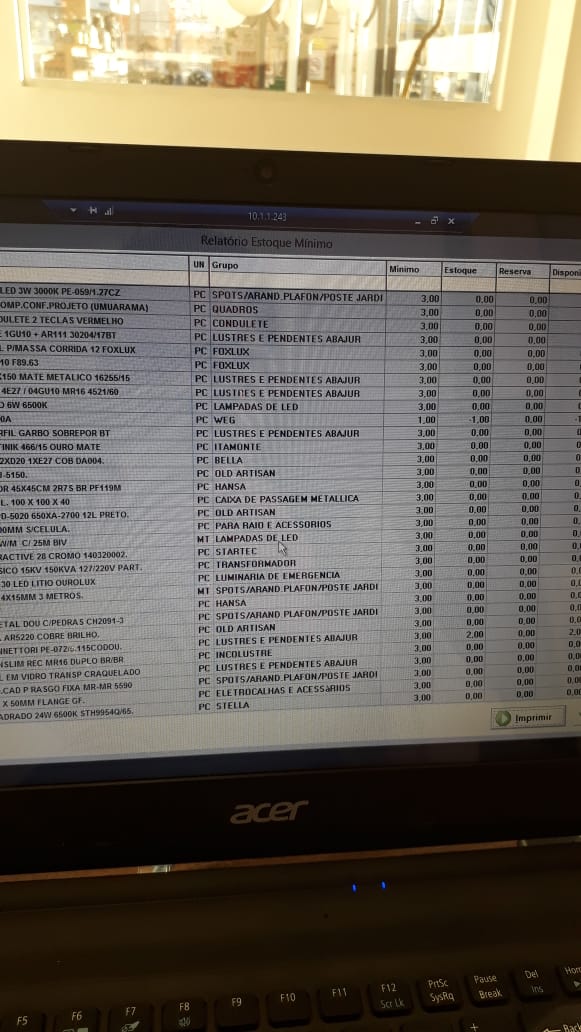 10.1.1.243
Relatório Estoque Mínimo
UN Grupo Mínimo Estoque Reserva Disponi
LED 3W 3000K PE-059/1.27CZ PC SPOTS/ARAND.PLAFON/POSTE JARDI 3,00 0,00 0,00
OMP.CONF.PROJETO (UMUARAMA) PC QUADROS 3,00 0,00 0,00
DULETE 2 TECLAS VERMELHO PC CONDULETE 3,00 0,00 0,00
1GU10 + AR111 30204/17BT PC LUSTRES E PENDENTES ABAJUR 3,00 0,00 0,00
L P/MASSA CORRIDA 12 FOXLUX PC FOXLUX 3,00 0,00 0,00
10 F89.63 PC FOXLUX 3,00 0,00 0,00
X150 MATE METALICO 16255/15 PC LUSTRES E PENDENTES ABAJUR 3,00 0,00 0,00
4E27 / 04GU10 MR16 4521/60 PC LUSTRES E PENDENTES ABAJUR 3,00 0,00 0,00
6W 6500K PC LAMPADAS DE LED 3,00 0,00 0,00
0A PC WEG 1,00 -1,00 0,00
RFIL GARBO SOBREPOR BT PC LUSTRES E PENDENTES ABAJUR 3,00 0,00 0,00
TINIK 466/15 OURO MATE PC ITAMONTE 3,00 0,00 0,00
2XD20 1XE27 COB DA004. PC BELLA 3,00 0,00 0,00
-5150. PC OLD ARTISAN 3,00 0,00 0,00
OR 45X45CM 2R7S BR PF119M PC HANSA 3,00 0,00 0,00
L. 100 X 100 X 40 PC CAIXA DE PASSAGEM METALLICA 3,00 0,00 0,00
PD-5020 650XA-2700 12L PRETO. PC OLD ARTISAN 3,00 0,00 0,00
00MM S/CELULA. PC PARA RAIO E ACESSORIOS 3,00 0,00 0,00
W/M C/ 25M BIV MT LAMPADAS DE LED 3,00 0,00 0,00
RACTIVE 28 CROMO 140320002. PC STARTEC 3,00 0,00 0,00
SICO 15KV 150KVA 127/220V PART. PC TRANSFORMADOR 3,00 0,00 0,00
30 LED LITIO OUROLUX PC LUMINARIA DE EMERGENCIA 3,00 0,00 0,00
4X15MM 3 METROS. MT SPOTS/ARAND.PLAFON/POSTE JARDI 3,00 0,00 0,00
PC HANSA 3,00 0,00 0,00
ETAL DOU C/PEDRAS CH2091-3 PC SPOTS/ARAND.PLAFON/POSTE JARDI 3,00 0,00 0,00
AR5220 COBRE BRILHO. PC OLD ARTISAN 3,00 0,00 0,00
NNETTORI PE-072/6.115CODOU. PC LUSTRES E PENDENTES ABAJUR 3,00 2,00 0,00 2,0
NSLIM REC MR16 DUPLO BR/BR PC INCOLUSTRE 3,00 0,00 0,00
EM VIDRO TRANSP CRAQUELADO PC LUSTRES E PENDENTES ABAJUR 3,00 0,00 0,00
.CAD P RASGO FIXA MR-MR 5590 PC SPOTS/ARAND.PLAFON/POSTE JARDI 3,00 0,00 0,00
X 50MM FLANGE GF. PC ELETROCALHAS E ACESSàRIOS 3,00 0,00 0,00
ADRADO 24W 6500K STH9954Q/65. PC STELLA 3,00 0,00 0,00
Imprimir
acer
F5 F6 F7 F8 F9 F10 F11 F12 Scr Lk PrtSc SysRq Pause Break Del Ins